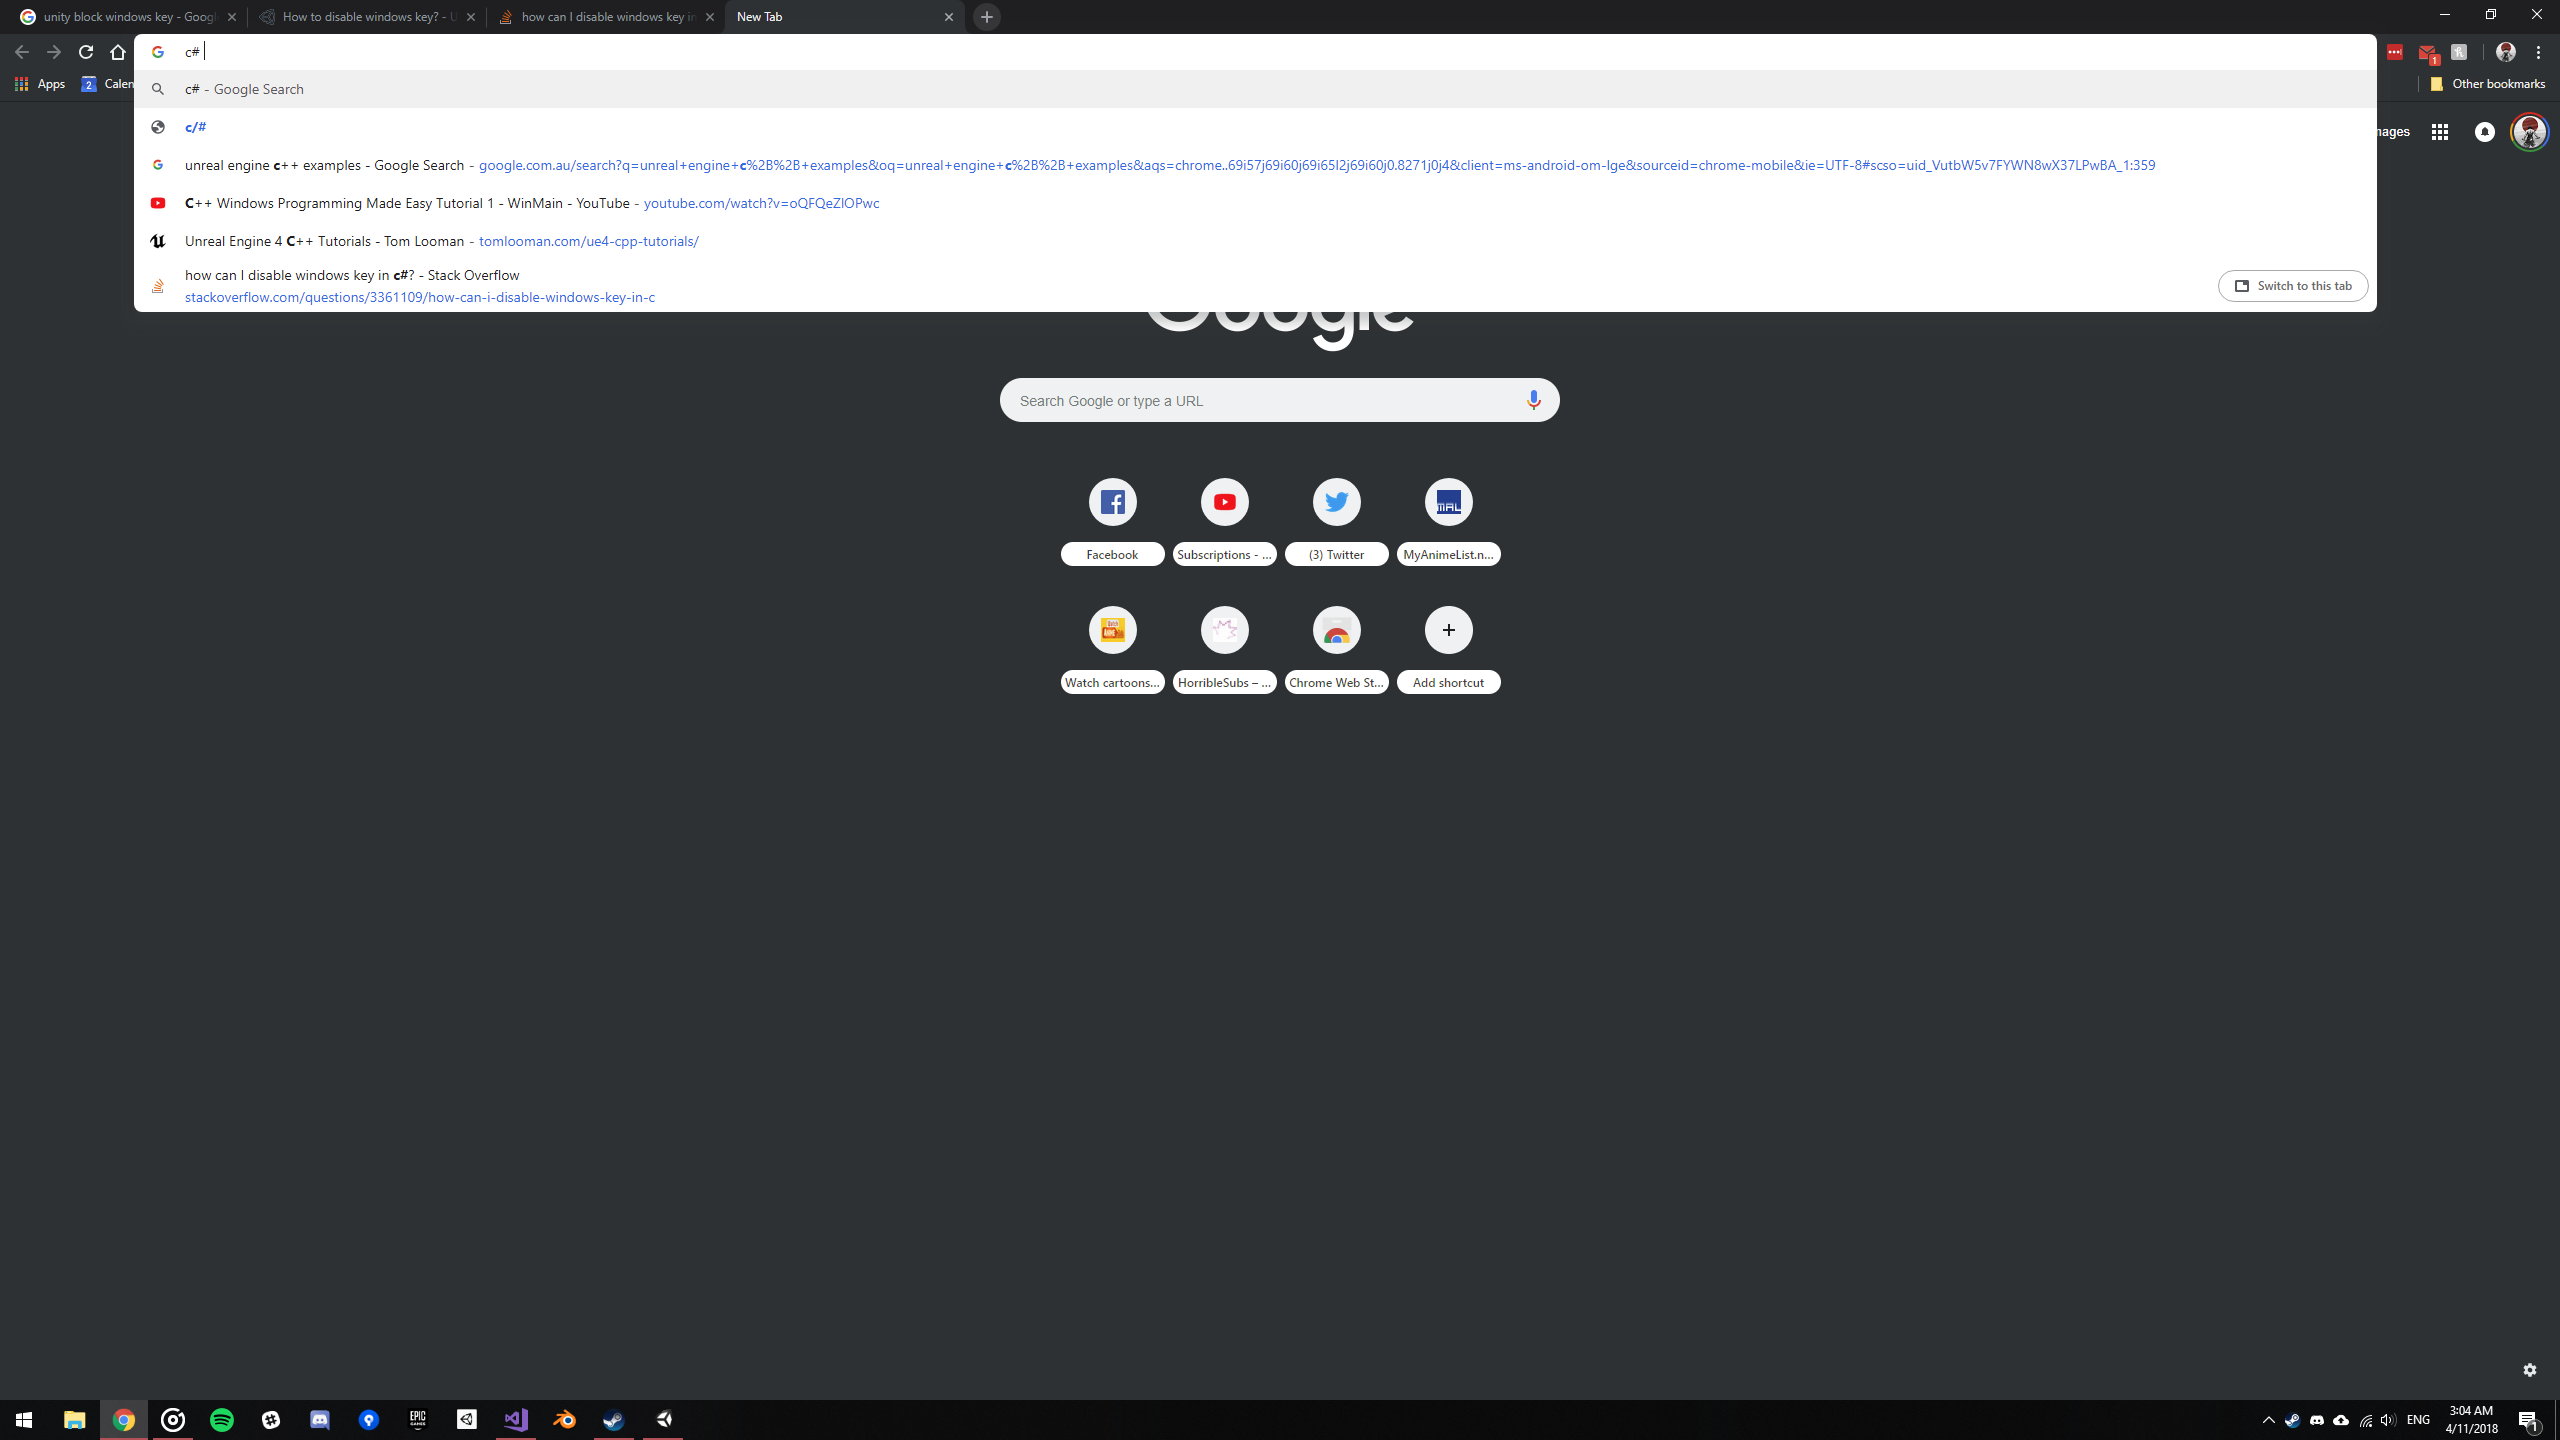 unity block windows key - Googl
How to disable windows key? - U
how can I disable windows key in
New Tab
c#
Apps
2
Calen
1
Other bookmarks
c# - Google Search
c/#
unreal engine c++ examples - Google Search - google.com.au/search?q=unreal+engine+c%2B%2B+examples&oq=unreal+engine+c%2B%2B+examples&aqs=chrome..69i57j69i60j69i65l2j69i60j0.8271j0j4&client=ms-android-om-lge&sourceid=chrome-mobile&ie=UTF-8#scso=uid_VutbW5v7FYWN8wX37LPwBA_1:359
C++ Windows Programming Made Easy Tutorial 1 - WinMain - YouTube - youtube.com/watch?v=oQFQeZIOPwc
Unreal Engine 4 C++ Tutorials - Tom Looman - tomlooman.com/ue4-cpp-tutorials/
how can I disable windows key in c#? - Stack Overflow
stackoverflow.com/questions/3361109/how-can-i-disable-windows-key-in-c
Switch to this tab
nages
Google
Search Google or type a URL
MAL
Facebook
Subscriptions - ...
(3) Twitter
MyAnimeList.n...
Watch cartoons...
HorribleSubs – ...
Chrome Web St...
Add shortcut
EPIC
GAMES
ENG
3:04 AM
4/11/2018
1